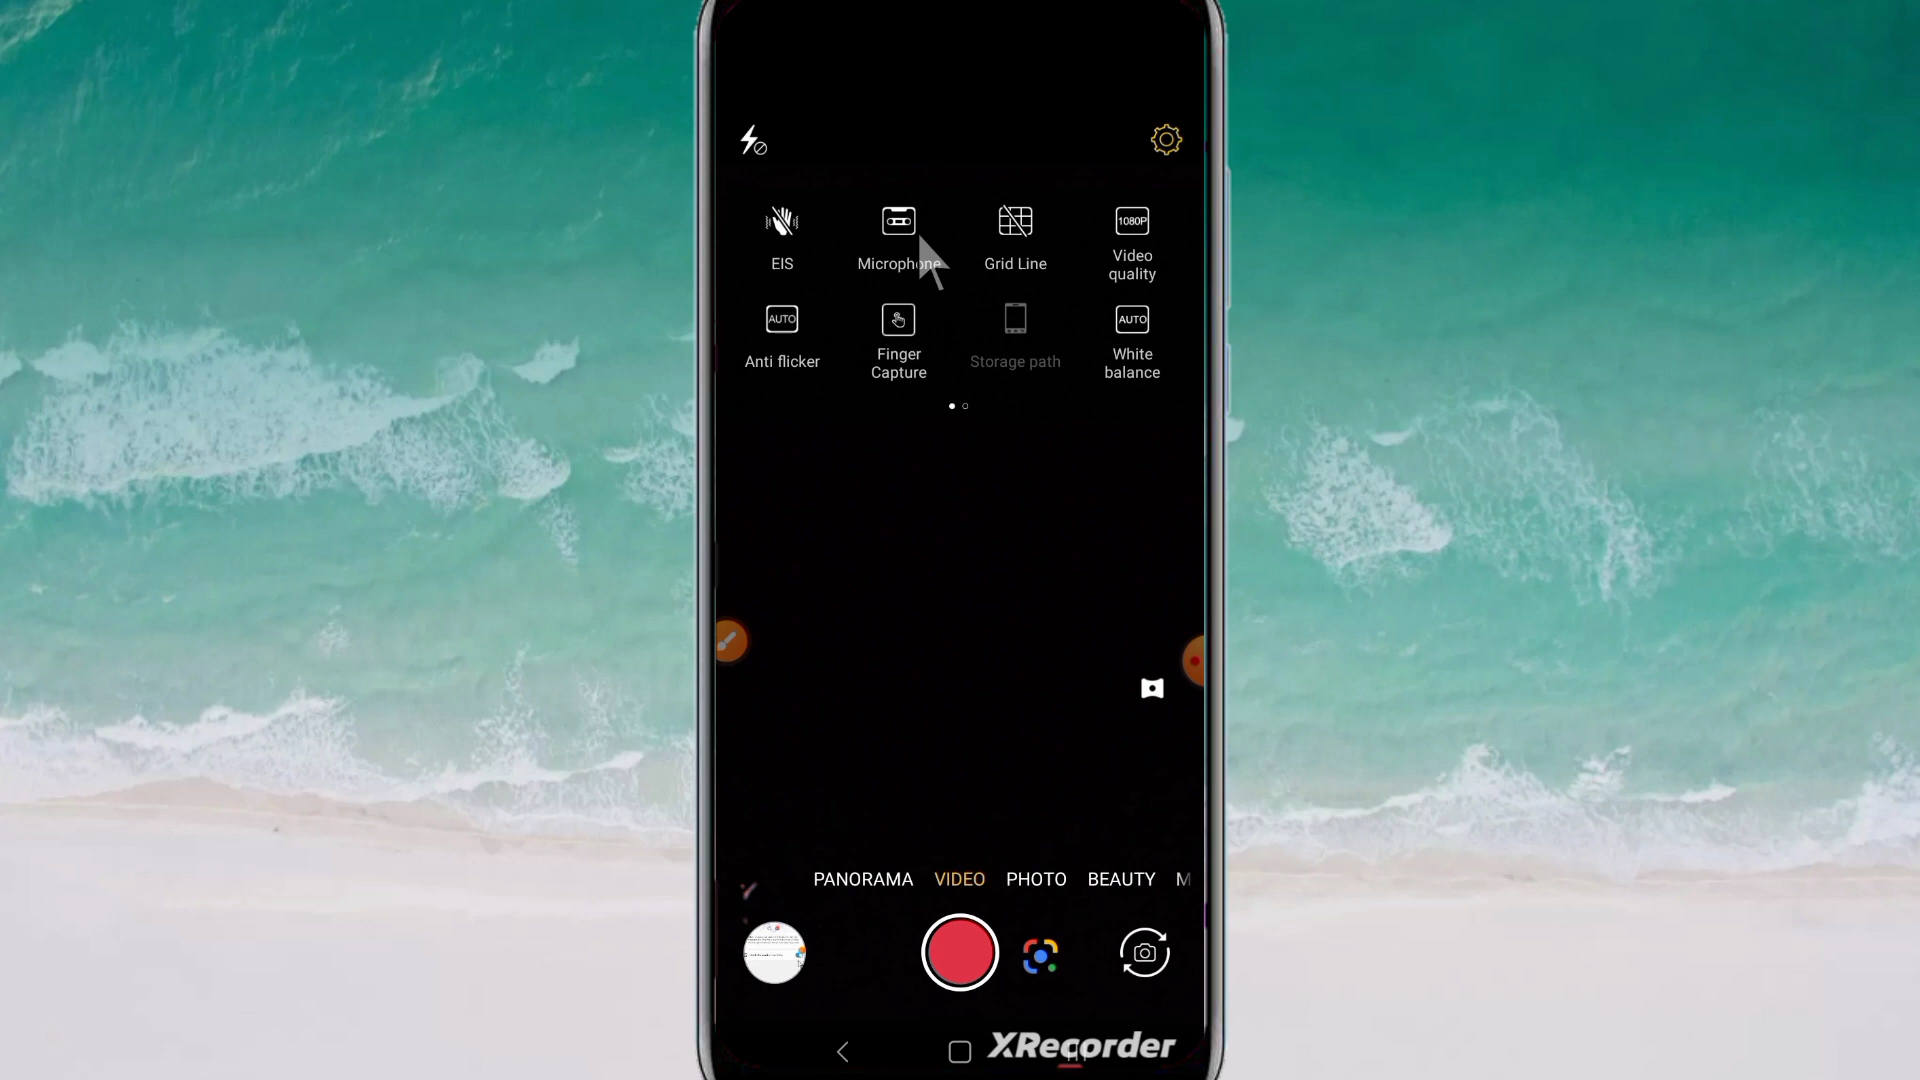 1080P
EIS
Microphone
Grid Line
Video
quality
AUTO
AUTO
Anti flicker
Finger
Capture
Storage path
White
balance
PANORAMA VIDEO PHOTO BEAUTY M
XRecorder